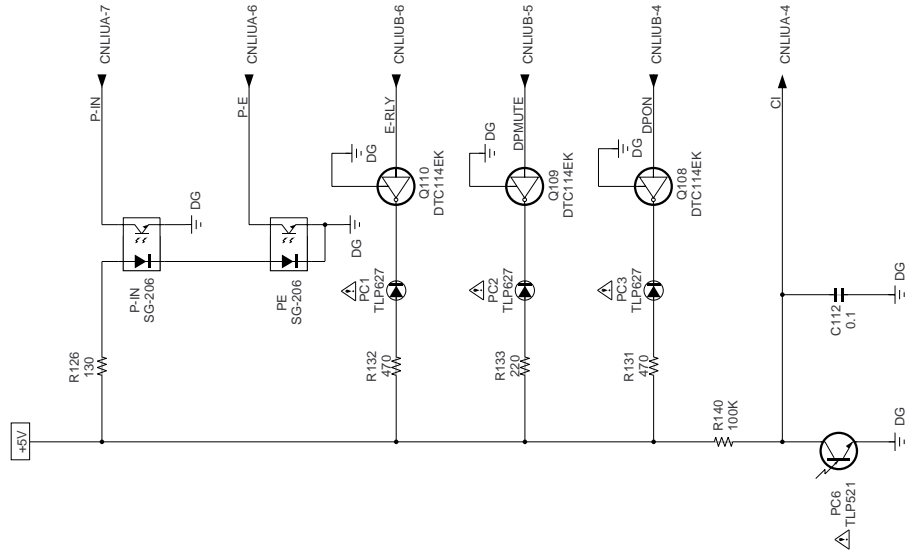 CNLIUA-7
CNLIUA-6
CNLIUB-6
CNLIUB-5
CNLIUB-4
CNLIUA-4
P-IN
P-E
E-RLY
DPMUTE
DPON
CI
DG
DG
DG
Q110
DTC114EK
Q109
DTC114EK
Q108
DTC114EK
DG
DG
P-IN
SG-206
PE
SG-206
PC1
TLP627
PC2
TLP627
PC3
TLP627
C112
0.1
DG
R126
130
R132
470
R133
220
R131
470
R140
100K
+5V
PC6
TLP521
DG